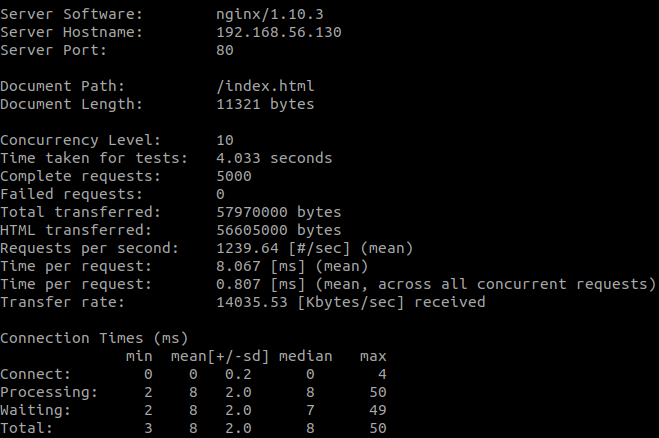 Server Software:        nginx/1.10.3
Server Hostname:        192.168.56.130
Server Port:            80

Document Path:          /index.html
Document Length:        11321 bytes

Concurrency Level:      10
Time taken for tests:   4.033 seconds
Complete requests:      5000
Failed requests:        0
Total transferred:      57970000 bytes
HTML transferred:       56605000 bytes
Requests per second:    1239.64 [#/sec] (mean)
Time per request:       8.067 [ms] (mean)
Time per request:       0.807 [ms] (mean, across all concurrent requests)
Transfer rate:          14035.53 [Kbytes/sec] received

Connection Times (ms)
              min  mean[+/-sd] median   max
Connect:        0    0   0.2      0       4
Processing:     2    8   2.0      8      50
Waiting:        2    8   2.0      7      49
Total:          3    8   2.0      8      50